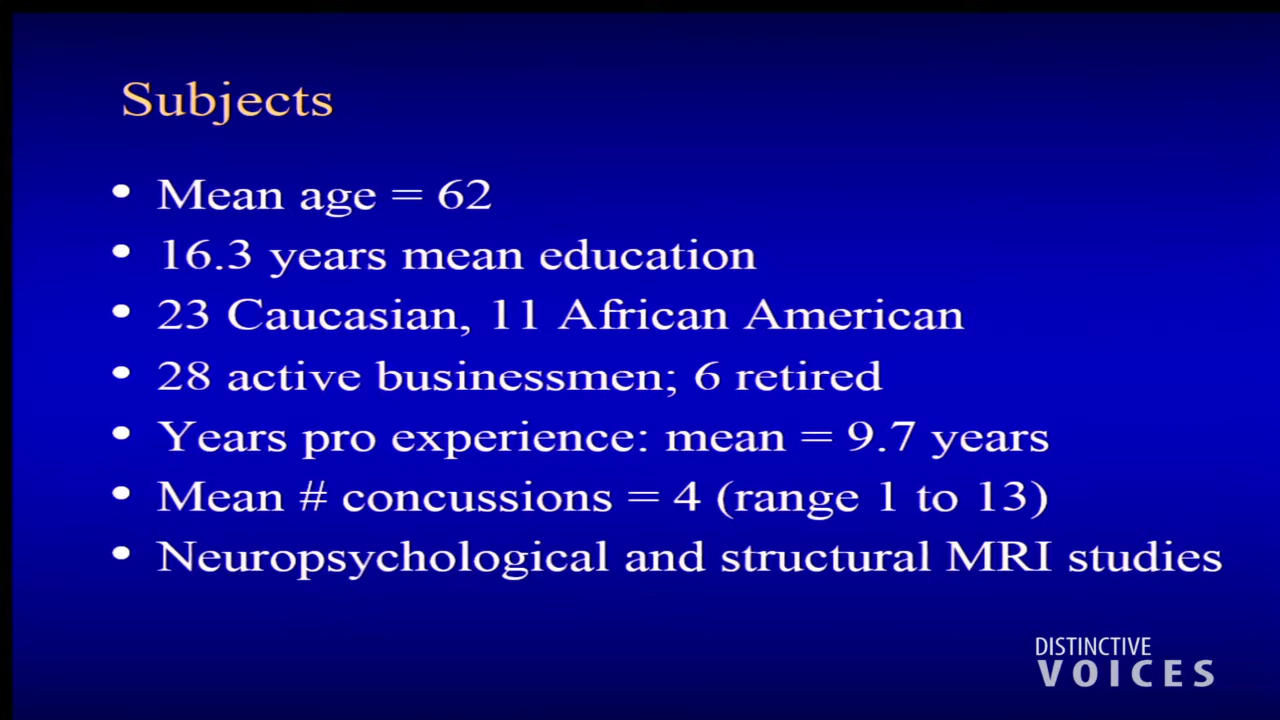 Subjects
• Mean age = 62
• 16.3 years mean education
• 23 Caucasian, 11 African American
• 28 active businessmen; 6 retired
• Years pro experience: mean = 9.7 years
• Mean # concussions = 4 (range 1 to 13)
• Neuropsychological and structural MRI studies
DISTINCTIVE
VOICES